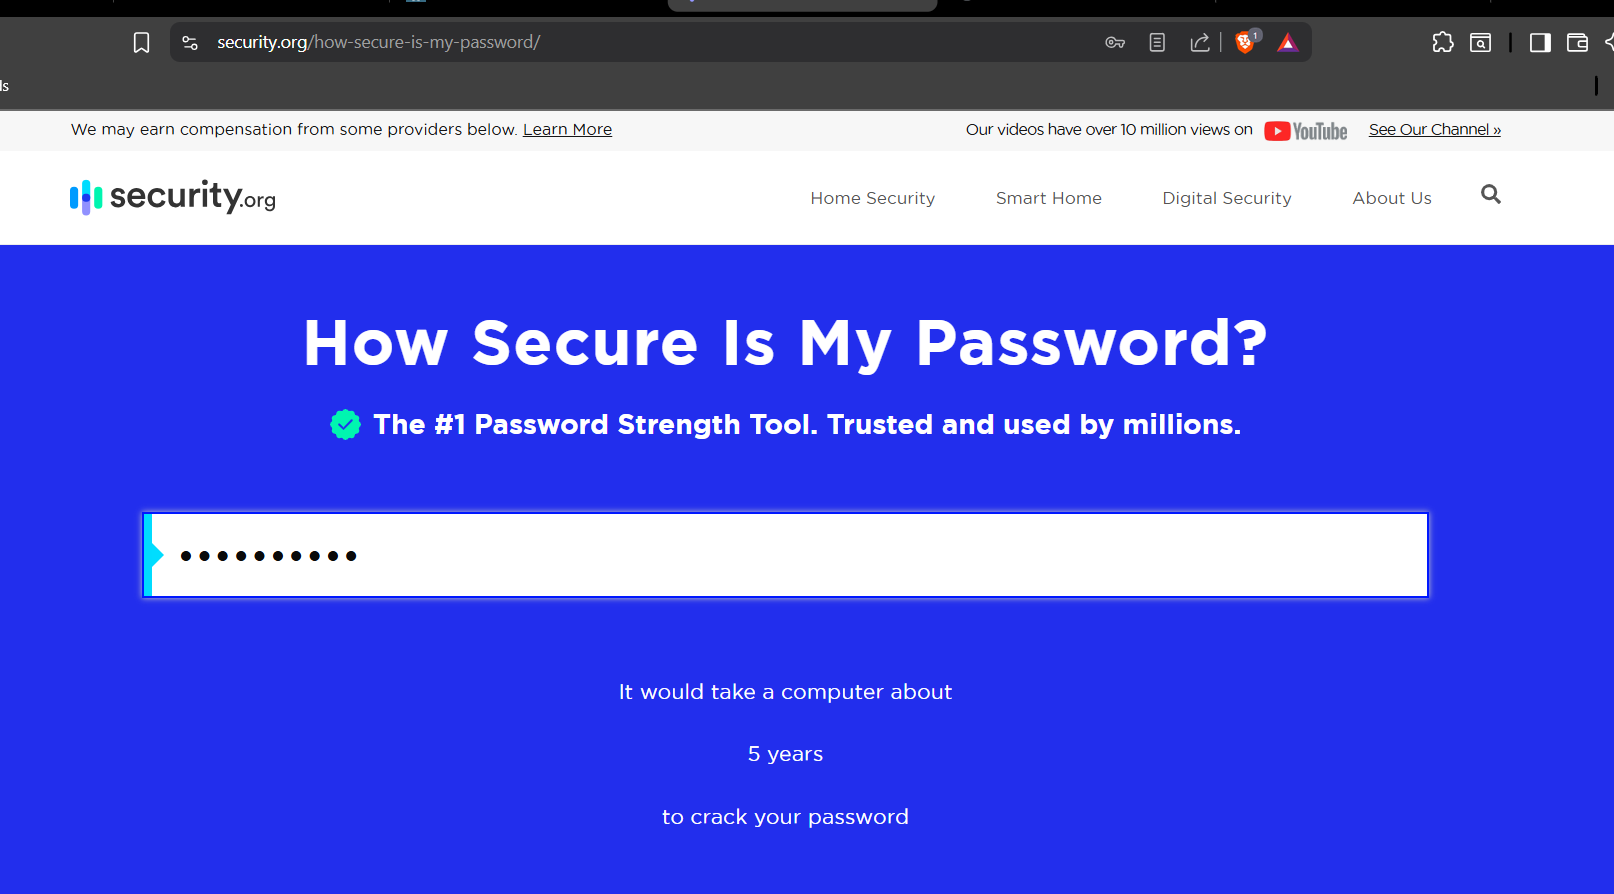 security.org/how-secure-is-my-password/
1
ls
We may earn compensation from some providers below. Learn More
Our videos have over 10 million views on YouTube See Our Channel »
security.org
Home Security
Smart Home
Digital Security
About Us
How Secure Is My Password?
The #1 Password Strength Tool. Trusted and used by millions.
••••••••••
It would take a computer about
5 years
to crack your password